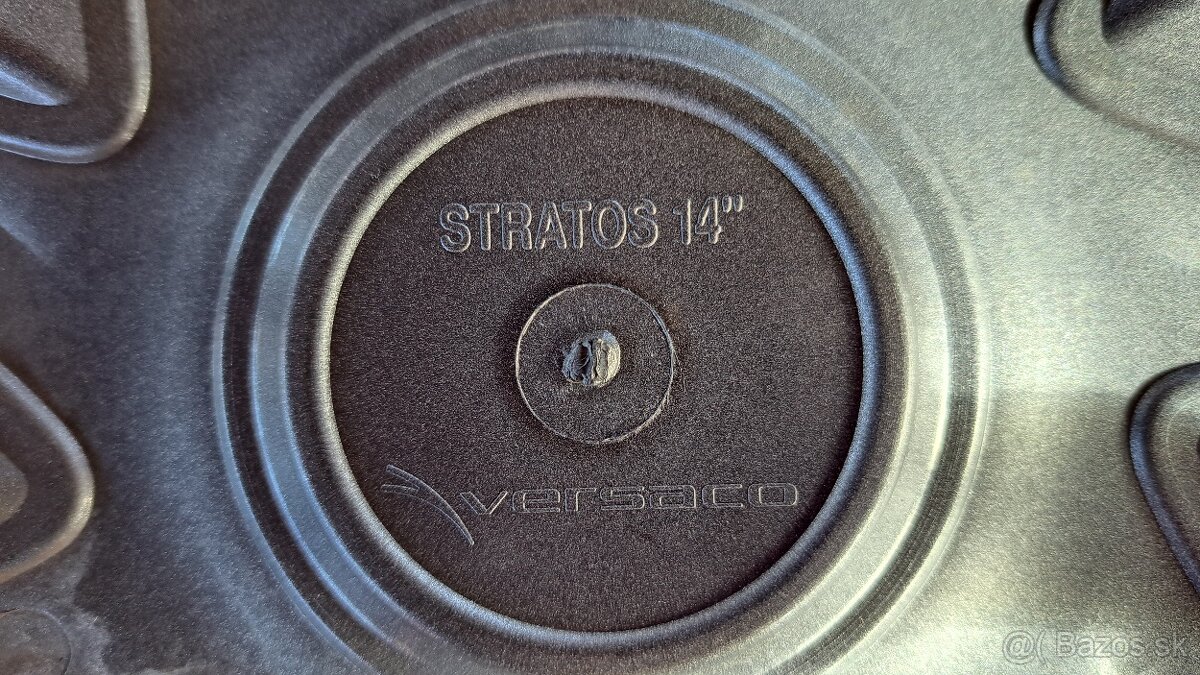 STRATOS 14"
versaco
@( Bazos.sk